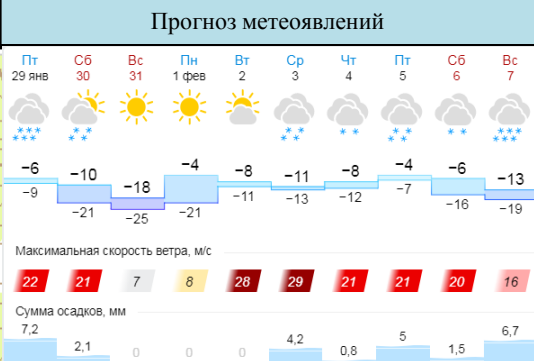 Прогноз метеоявлений
Пт Сб Вс Пн Вт Ср Чт Пт Сб Вс
29 янв 30 31 1 фев 2 3 4 5 6 7
−6 −10 −18 −4 −8 −11 −8 −4 −6 −13
−9 −21 −25 −21 −11 −13 −12 −7 −16 −19
Максимальная скорость ветра, м/с
22 21 7 8 28 29 21 21 20 16
Сумма осадков, мм
7,2 2,1 0 0 0 4,2 0,8 5 1,5 6,7